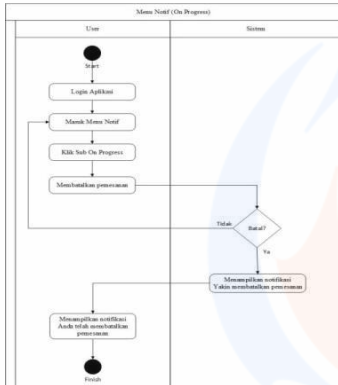 Menu Notif (On Progress)
User
Sistem
Start
Login Aplikasi
Masuk Menu Notif
Klik Sub On Progress
Membatalkan pemesanan
Tidak
Batal?
Ya
Menampilkan notifikasi
Yakin membatalkan pemesanan
Menampilkan notifikasi
Anda telah membatalkan
pemesanan
Finish